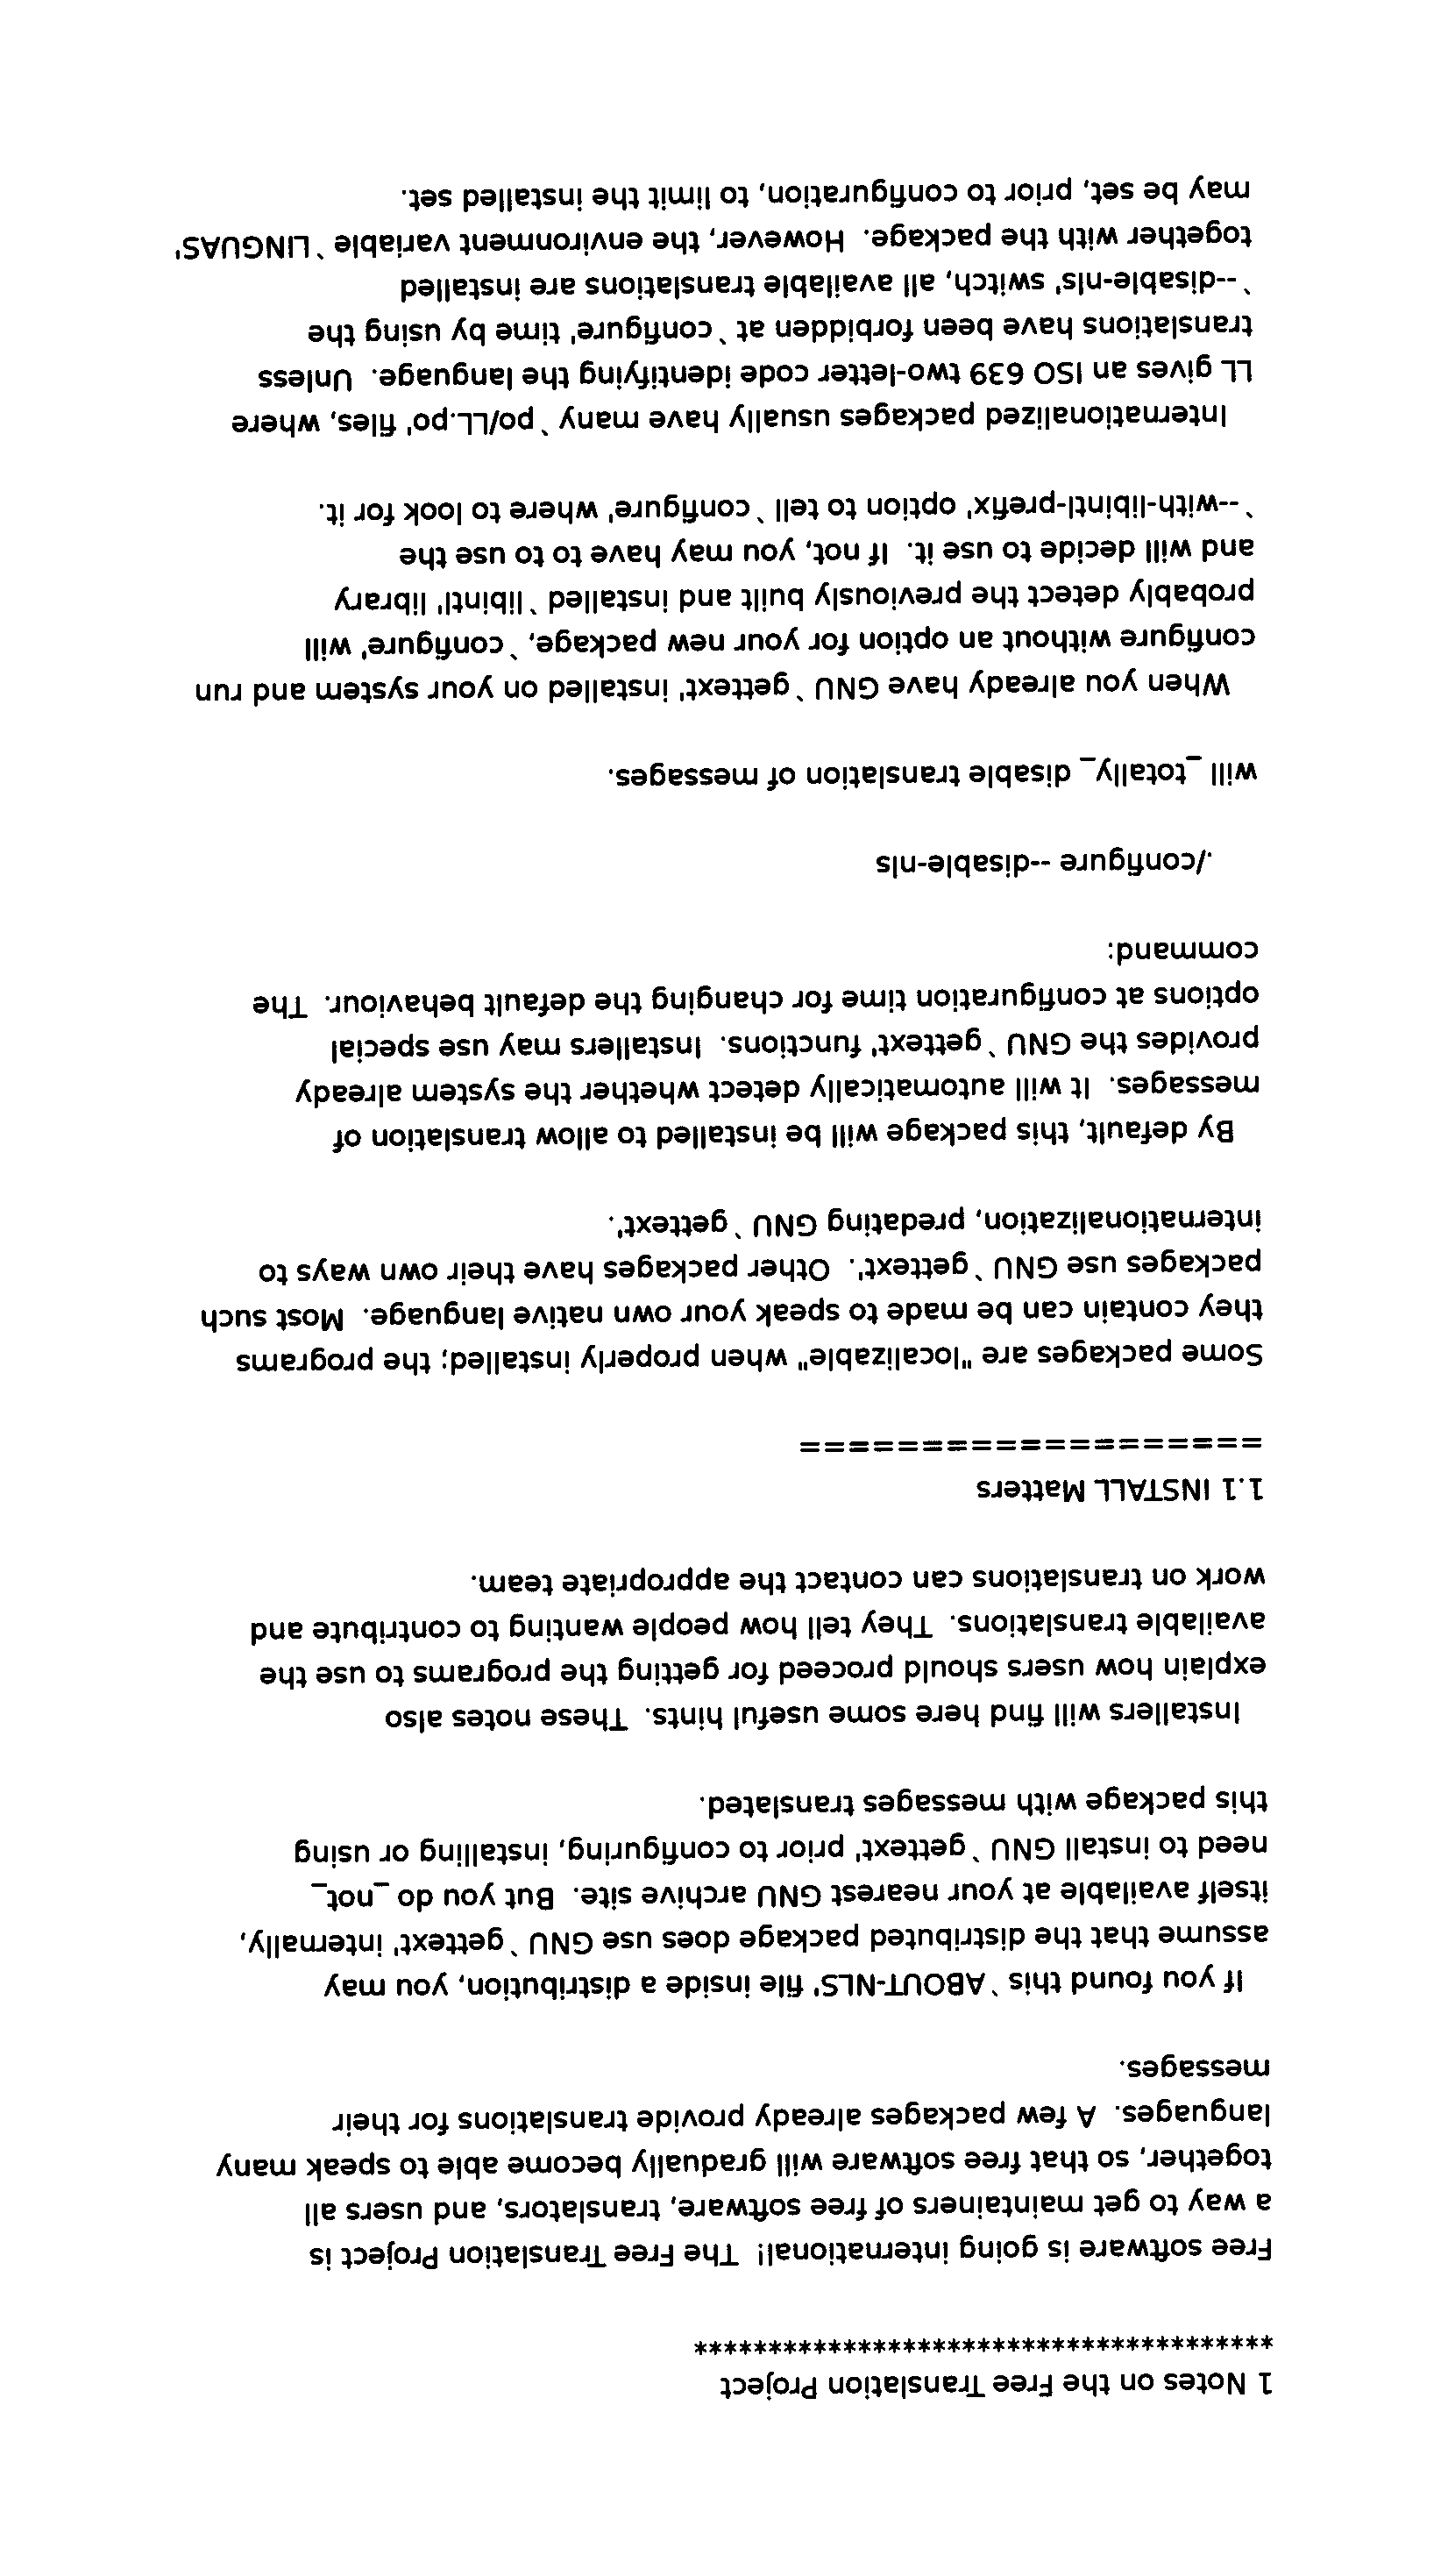 1 Notes on the Free Translation Project
***************************************
Free software is going international!  The Free Translation Project is
a way to get maintainers of free software, translators, and users all
together, so that free software will gradually become able to speak many
languages.  A few packages already provide translations for their
messages.
If you found this `ABOUT-NLS' file inside a distribution, you may
assume that the distributed package does use GNU `gettext' internally,
itself available at your nearest GNU archive site.  But you do _not_
need to install GNU `gettext' prior to configuring, installing or using
this package with messages translated.
Installers will find here some useful hints.  These notes also
explain how users should proceed for getting the programs to use the
available translations.  They tell how people wanting to contribute and
work on translations can contact the appropriate team.
1.1 INSTALL Matters
===================
Some packages are "localizable" when properly installed; the programs
they contain can be made to speak your own native language.  Most such
packages use GNU `gettext'.  Other packages have their own ways to
internationalization, predating GNU `gettext'.
By default, this package will be installed to allow translation of
messages.  It will automatically detect whether the system already
provides the GNU `gettext' functions.  Installers may use special
options at configuration time for changing the default behaviour.  The
command:
./configure --disable-nls
will _totally_ disable translation of messages.
When you already have GNU `gettext' installed on your system and run
configure without an option for your new package, `configure' will
probably detect the previously built and installed `libintl' library
and will decide to use it.  If not, you may have to to use the
`--with-libintl-prefix' option to tell `configure' where to look for it.
Internationalized packages usually have many `po/LL.po' files, where
LL gives an ISO 639 two-letter code identifying the language.  Unless
translations have been forbidden at `configure' time by using the
`--disable-nls' switch, all available translations are installed
together with the package.  However, the environment variable `LINGUAS'
may be set, prior to configuration, to limit the installed set.